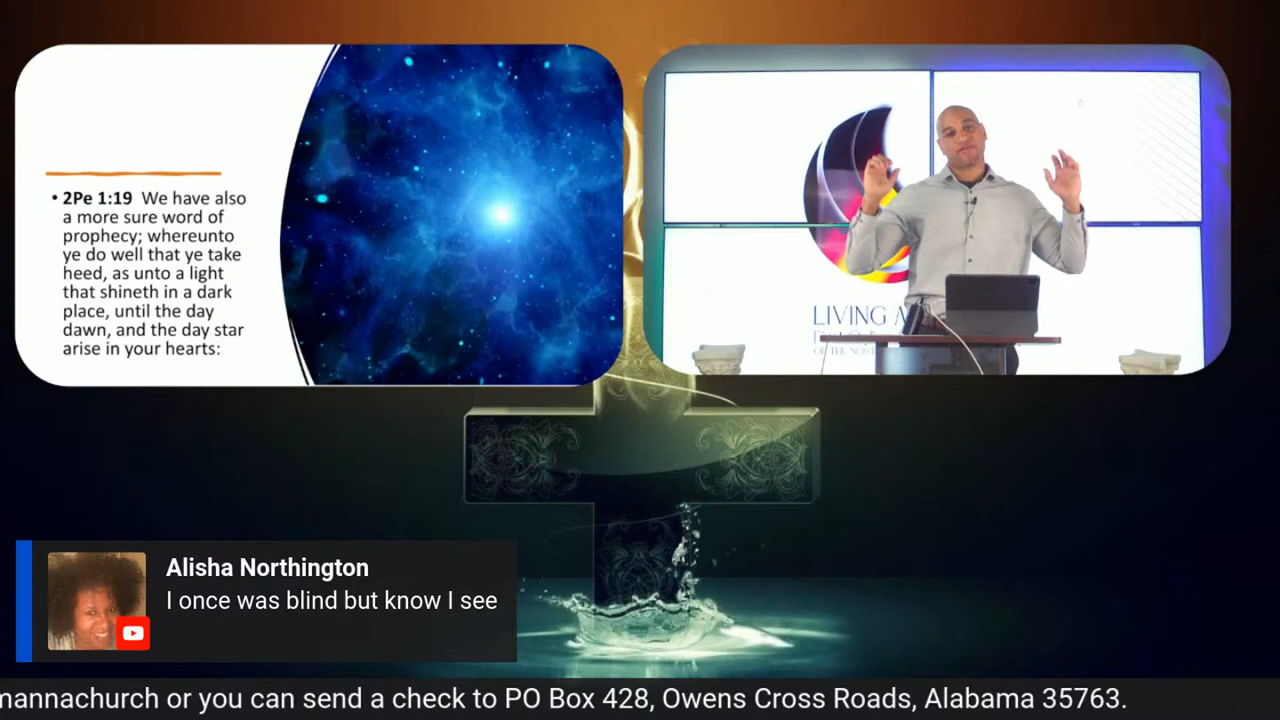 • 2Pe 1:19 We have also
a more sure word of
prophecy; whereunto
ye do well that ye take
heed, as unto a light
that shineth in a dark
place, until the day
dawn, and the day star
arise in your hearts:
LIVING
Alisha Northington
I once was blind but know I see
mannachurch or you can send a check to PO Box 428, Owens Cross Roads, Alabama 35763.